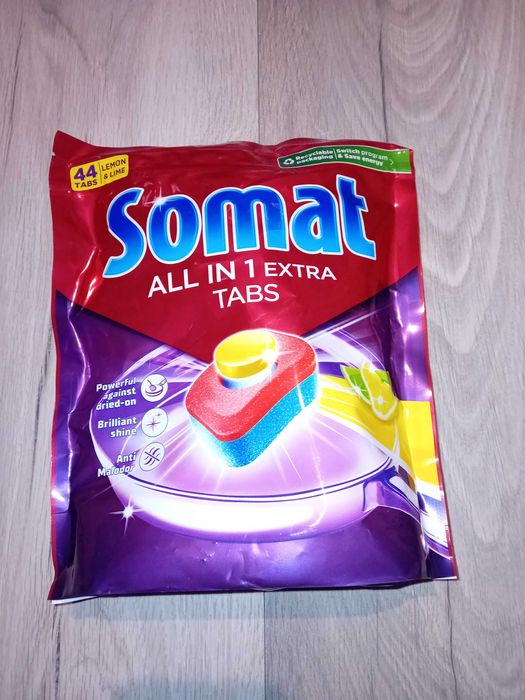 44
TABS
LEMON
& LIME
Recyclable
packaging
Switch program
& Save energy
Somat
ALL IN 1 EXTRA
TABS
Powerful
against
dried-on
Brilliant
shine
Anti
Malodor